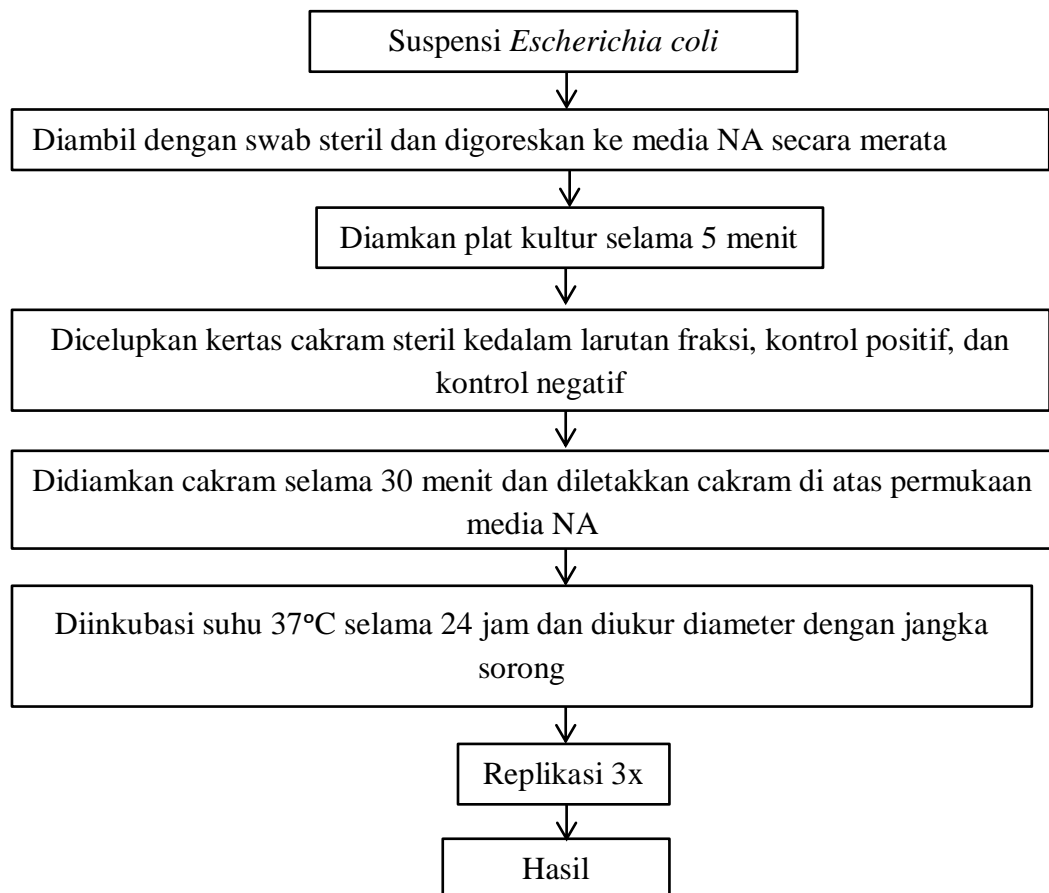 Suspensi Escherichia coli
Diambil dengan swab steril dan digoreskan ke media NA secara merata
Diamkan plat kultur selama 5 menit
Dicelupkan kertas cakram steril kedalam larutan fraksi, kontrol positif, dan
kontrol negatif
Didiamkan cakram selama 30 menit dan diletakkan cakram di atas permukaan
media NA
Diinkubasi suhu 37°C selama 24 jam dan diukur diameter dengan jangka
sorong
Replikasi 3x
Hasil